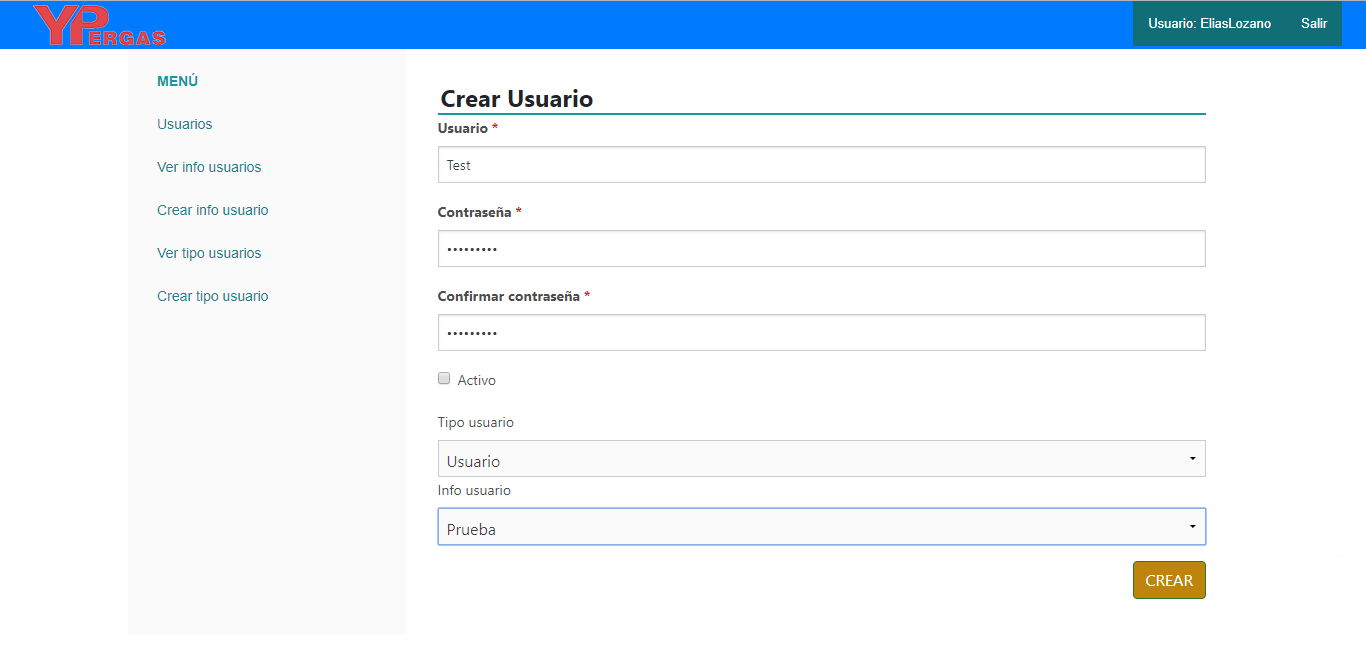 YPERGAS
Usuario: EliasLozano Salir
MENÚ
Usuarios
Ver info usuarios
Crear info usuario
Ver tipo usuarios
Crear tipo usuario
Crear Usuario
Usuario *
Test
Contraseña *
•••••••••
Confirmar contraseña *
•••••••••
Activo
Tipo usuario
Usuario
Info usuario
Prueba
CREAR